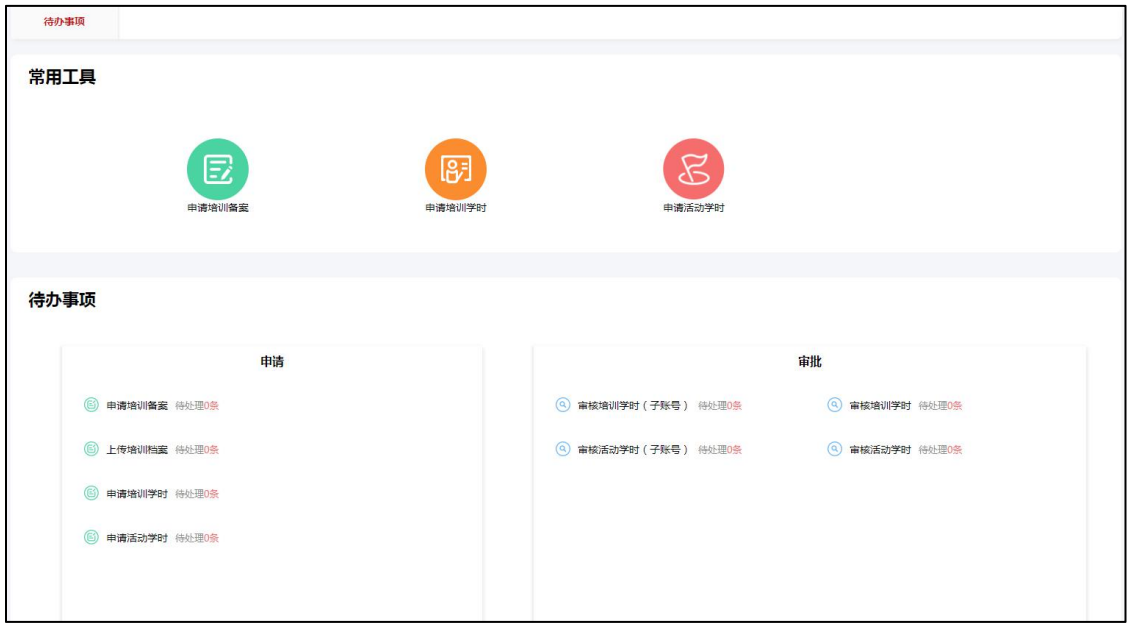 待办事项
常用工具
申请培训备案
申请培训学时
申请活动学时
待办事项
申请
申请培训备案 待处理0条
上传培训档案 待处理0条
申请培训学时 待处理0条
申请活动学时 待处理0条
审批
审核培训学时（子账号） 待处理0条 审核培训学时 待处理0条
审核活动学时（子账号） 待处理0条 审核活动学时 待处理0条